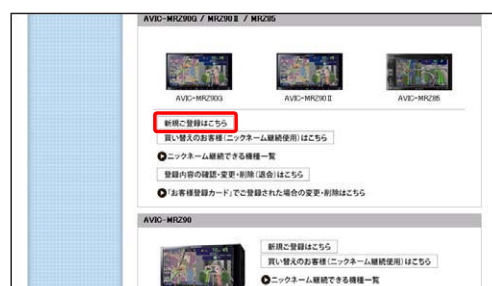 AVIC-MRZ90G / MRZ90Ⅱ / MRZ85
AVIC-MRZ90G
AVIC-MRZ90Ⅱ
AVIC-MRZ85
新規ご登録はこちら
買い替えのお客様(ニックネーム継続使用)はこちら
ニックネーム継続できる機種一覧
登録内容の確認・変更・削除(退会)はこちら
「お客様登録カード」でご登録された場合の変更・削除はこちら
AVIC-MRZ90
新規ご登録はこちら
買い替えのお客様(ニックネーム継続使用)はこちら
ニックネーム継続できる機種一覧